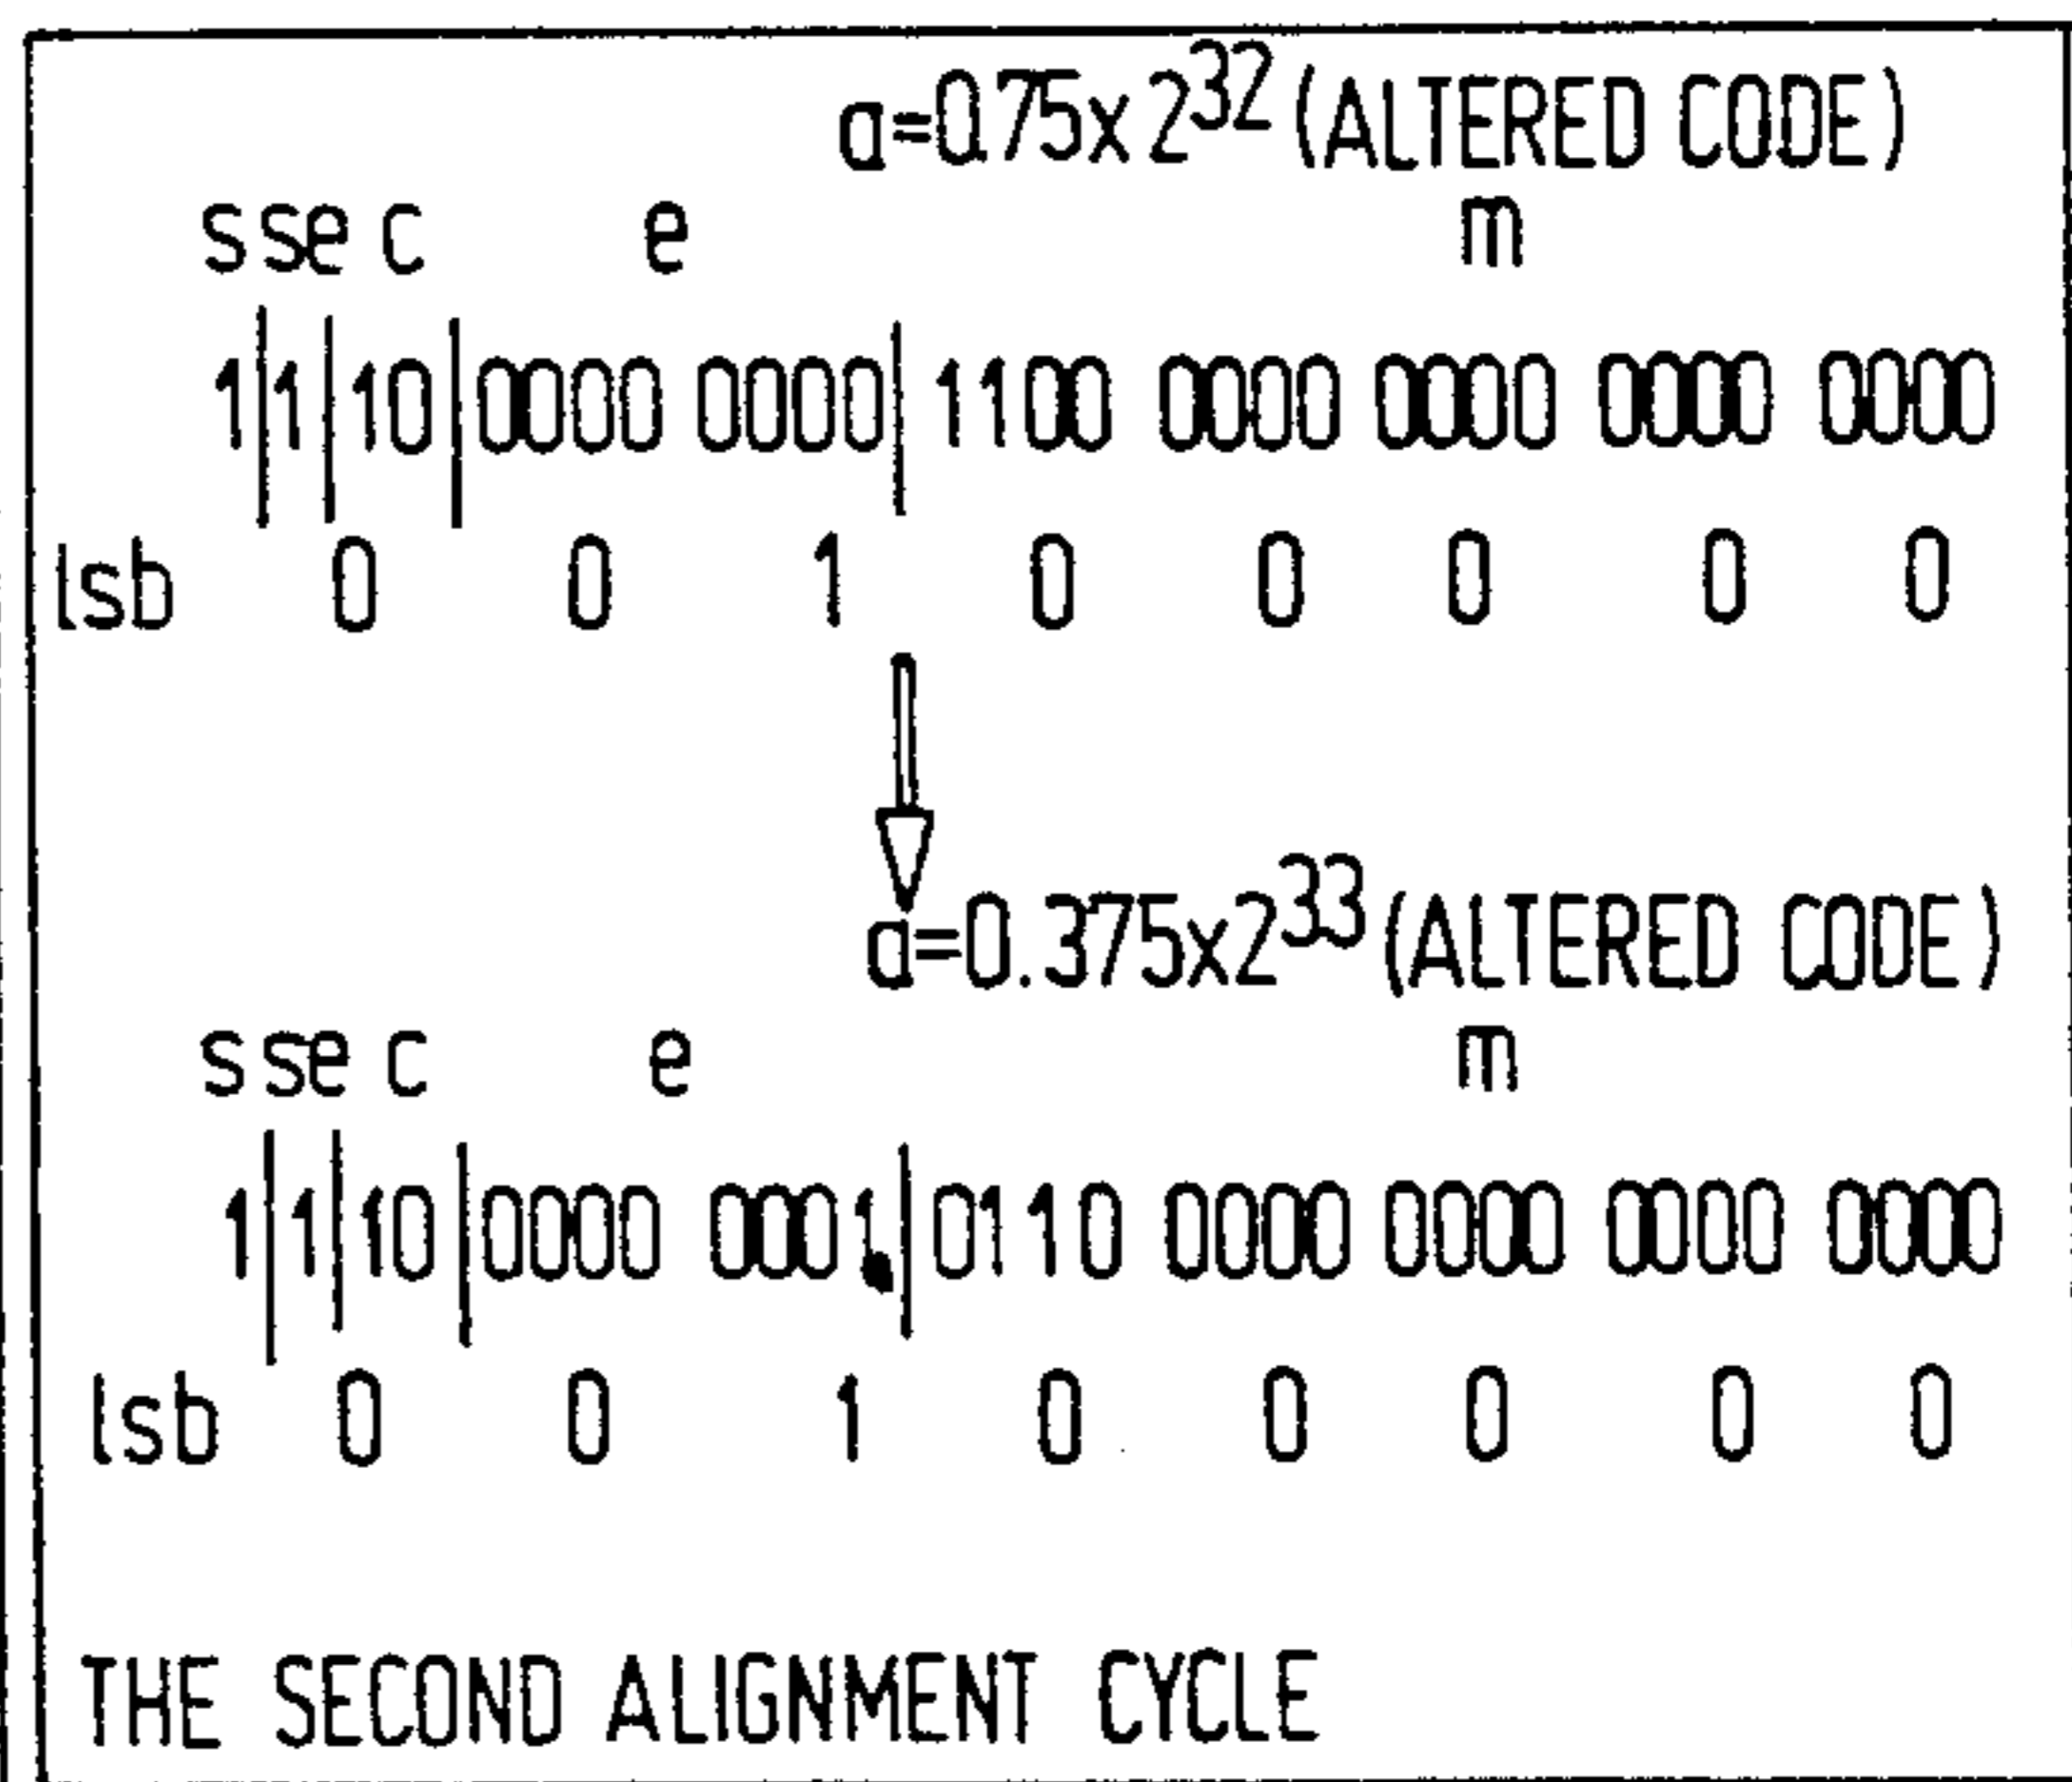 a=0.75x2^32 (ALTERED CODE)
s se c e m
1|1|10|0000 0000|1100 0000 0000 0000 0000
lsb 0 0 1 0 0 0 0 0
a=0.375x2^33 (ALTERED CODE)
s se c e m
1|1|10|0000 0001|0110 0000 0000 0000 0000
lsb 0 0 1 0 0 0 0 0
THE SECOND ALIGNMENT CYCLE